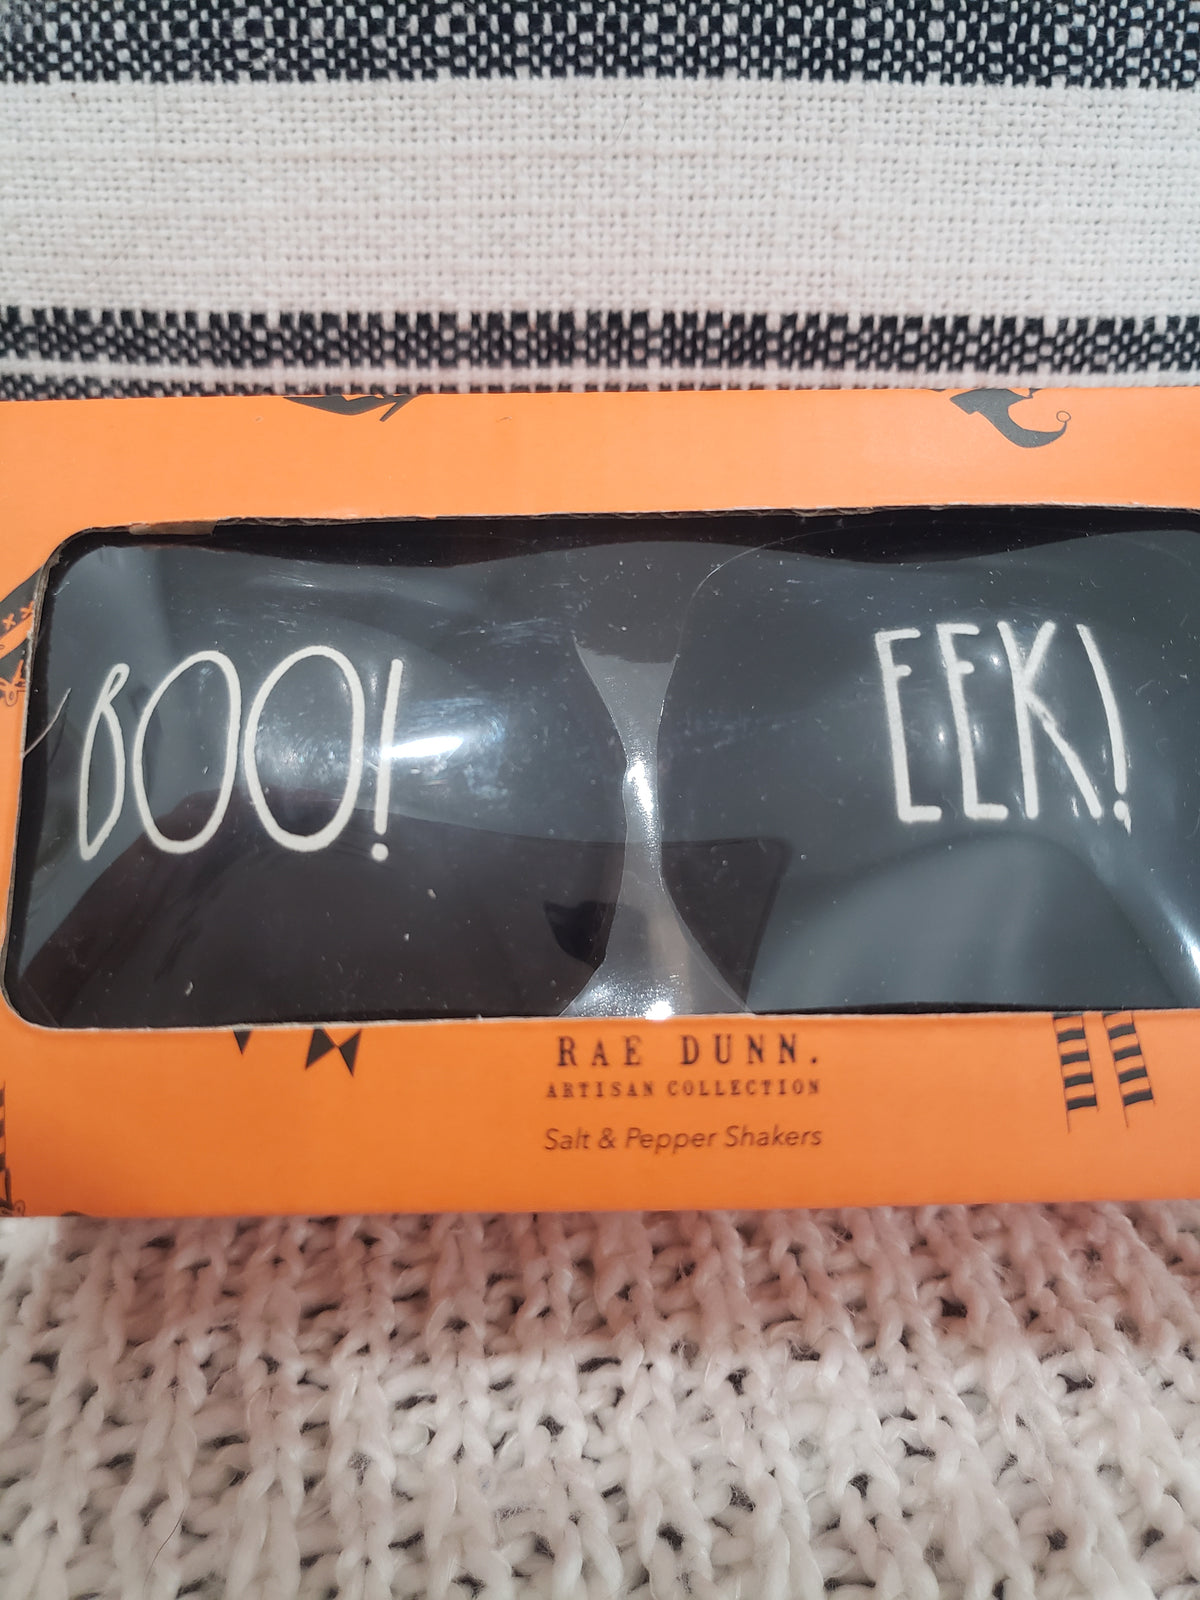 BOO!
EEK!
RAE DUNN.
ARTISAN COLLECTION
Salt & Pepper Shakers